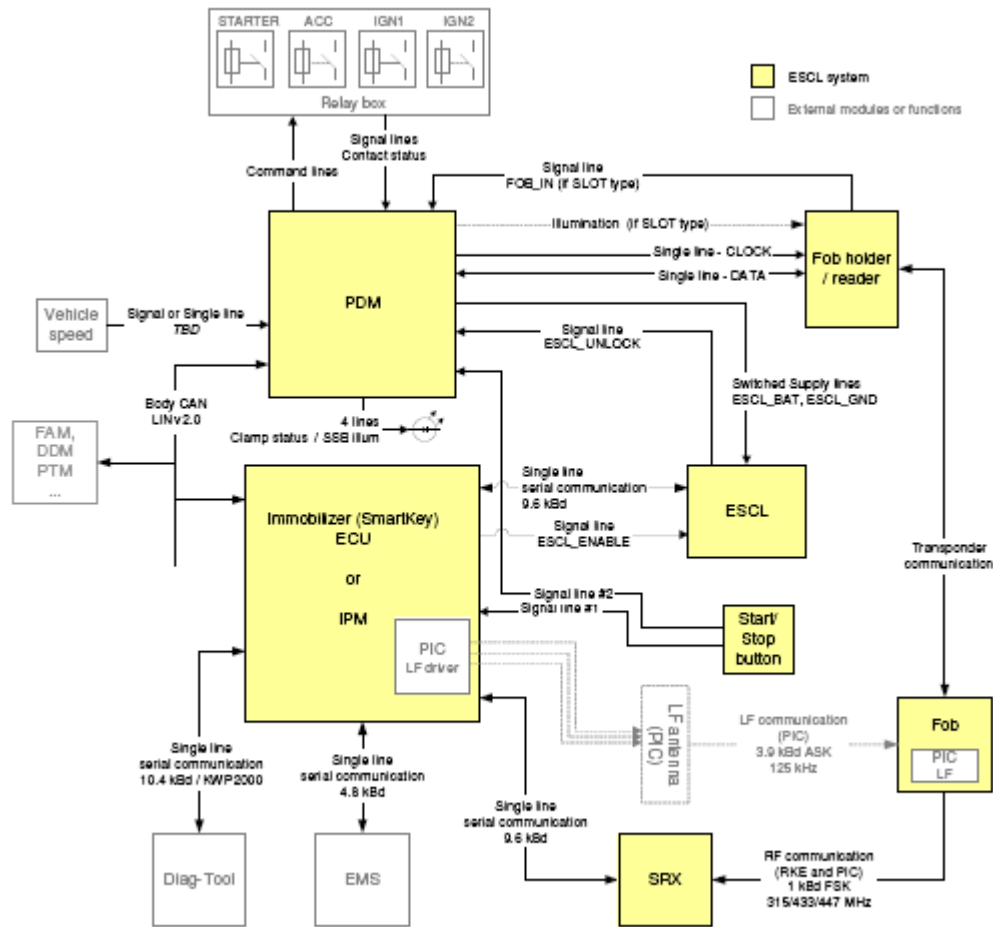 STARTER
ACC
IGN1
IGN2
Relay box
ESCL system
External modules or functions
Command lines
Signal lines
Contact status
Signal line
FOB_IN (if SLOT type)
Illumination (if SLOT type)
Single line - CLOCK
Single line - DATA
Fob holder
/ reader
PDM
Vehicle
speed
Signal or Single line
TBD
Signal line
ESCL_UNLOCK
Switched Supply lines
ESCL_BAT, ESCL_GND
Body CAN
LIN v2.0
4 lines
Clamp status / SSB illum
FAM,
DDM
PTM
...
Immobilizer (SmartKey)
ECU
or
IPM
PIC
LF driver
Single line
serial communication
9.6 kBd
Signal line
ESCL_ENABLE
ESCL
Transponder
communication
Signal line #2
Signal line #1
Start/
Stop
button
LF antenna
(PIC)
LF communication
(PIC)
3.9 kBd ASK
125 kHz
Fob
PIC
LF
Single line
serial communication
10.4 kBd / KWP2000
Single line
serial communication
4.8 kBd
Single line
serial communication
9.6 kBd
Diag-Tool
EMS
SRX
RF communication
(RKE and PIC)
1 kBd FSK
315/433/447 MHz